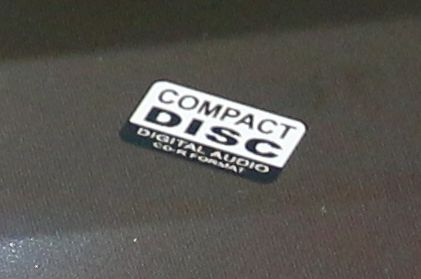 COMPACT
DISC
DIGITAL AUDIO
CD-R FORMAT